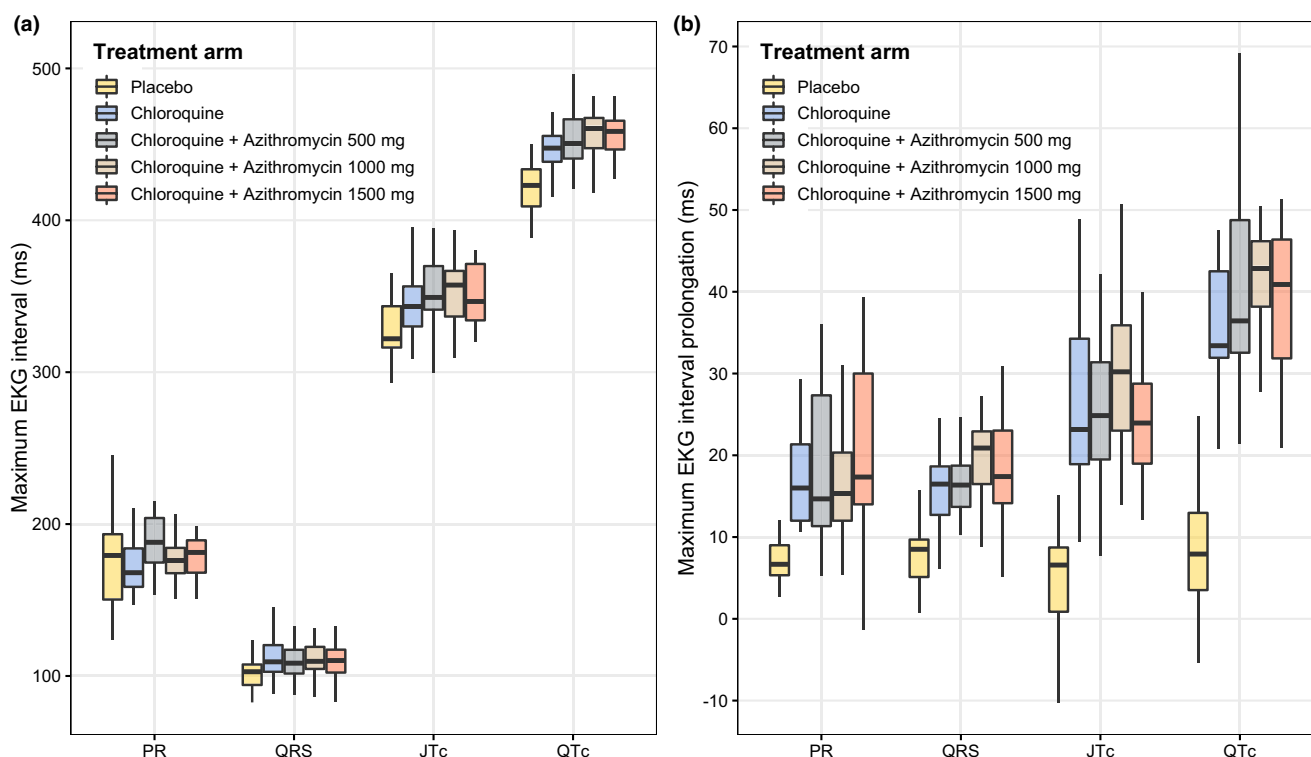 (a)
Treatment arm
Placebo
Chloroquine
Chloroquine + Azithromycin 500 mg
Chloroquine + Azithromycin 1000 mg
Chloroquine + Azithromycin 1500 mg
Maximum EKG interval (ms)
500
400
300
200
100
PR QRS JTc QTc
(b)
Treatment arm
Placebo
Chloroquine
Chloroquine + Azithromycin 500 mg
Chloroquine + Azithromycin 1000 mg
Chloroquine + Azithromycin 1500 mg
Maximum EKG interval prolongation (ms)
70
60
50
40
30
20
10
0
-10
PR QRS JTc QTc